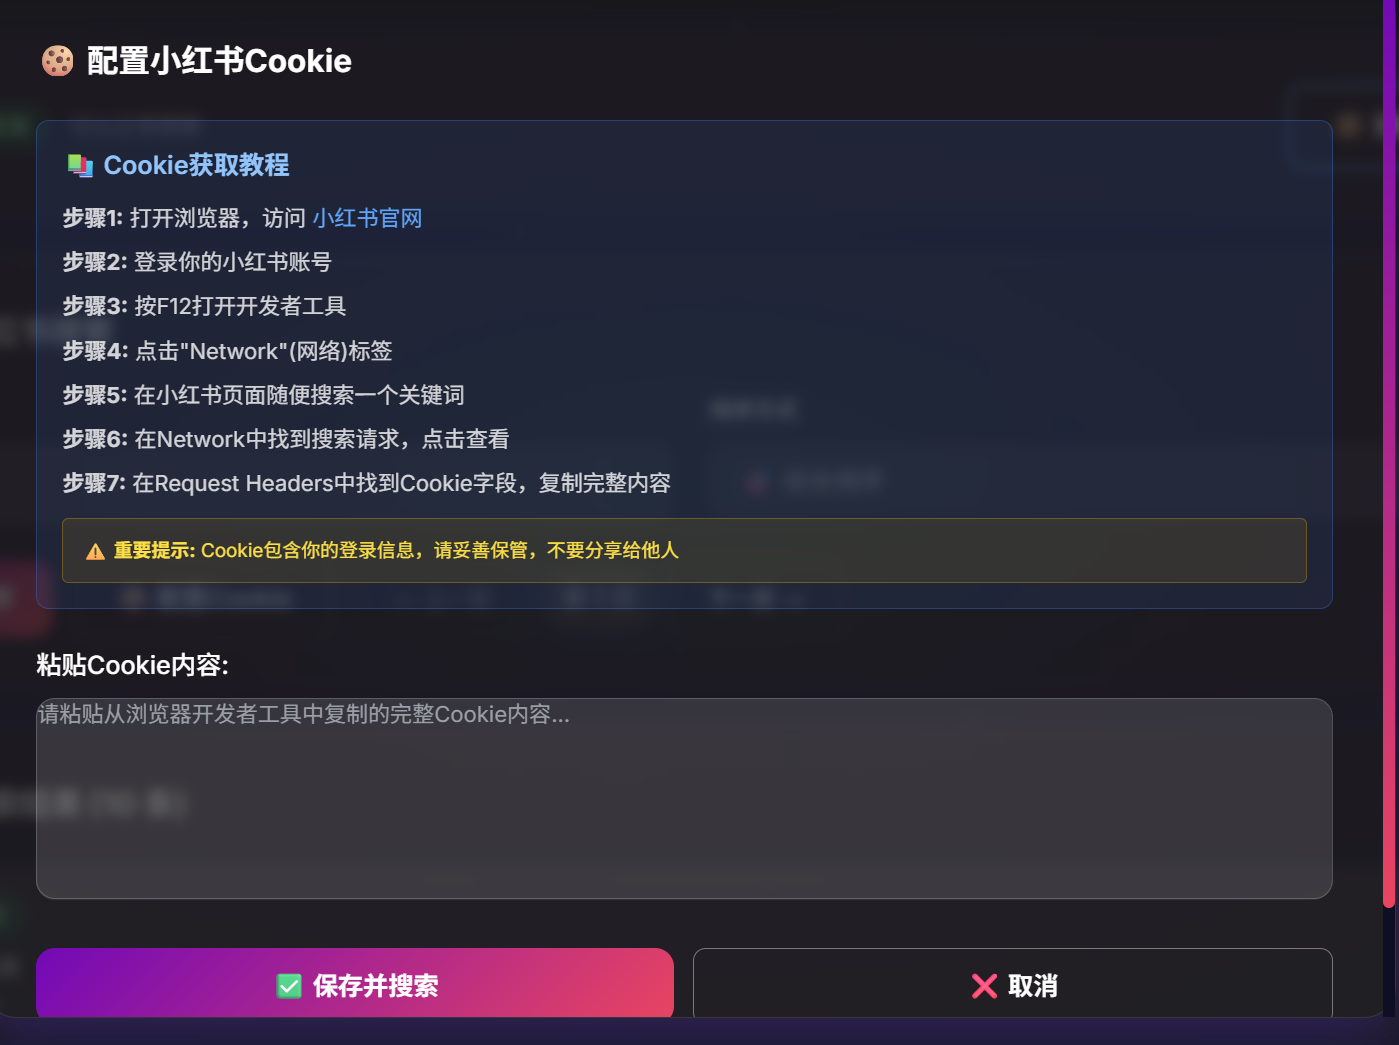 配置小红书Cookie
Cookie获取教程
步骤1: 打开浏览器，访问 小红书官网
步骤2: 登录你的小红书账号
步骤3: 按F12打开开发者工具
步骤4: 点击"Network"(网络)标签
步骤5: 在小红书页面随便搜索一个关键词
步骤6: 在Network中找到搜索请求，点击查看
步骤7: 在Request Headers中找到Cookie字段，复制完整内容
重要提示: Cookie包含你的登录信息，请妥善保管，不要分享给他人
粘贴Cookie内容:
请粘贴从浏览器开发者工具中复制的完整Cookie内容...
保存并搜索
取消